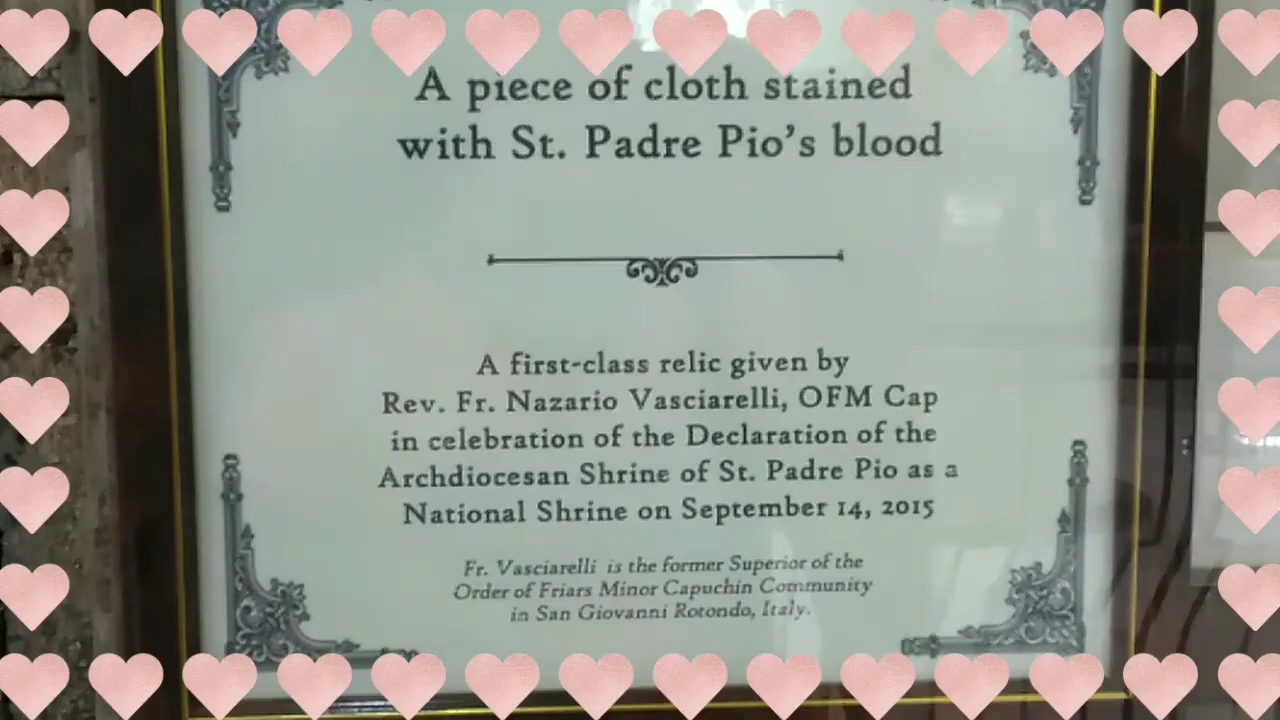 A piece of cloth stained
with St. Padre Pio's blood
A first-class relic given by
Rev. Fr. Nazario Vasciarelli, OFM Cap
in celebration of the Declaration of the
Archdiocesan Shrine of St. Padre Pio as a
National Shrine on September 14, 2015
Fr. Vasciarelli is the former Superior of the
Order of Friars Minor Capuchin Community
in San Giovanni Rotondo, Italy.